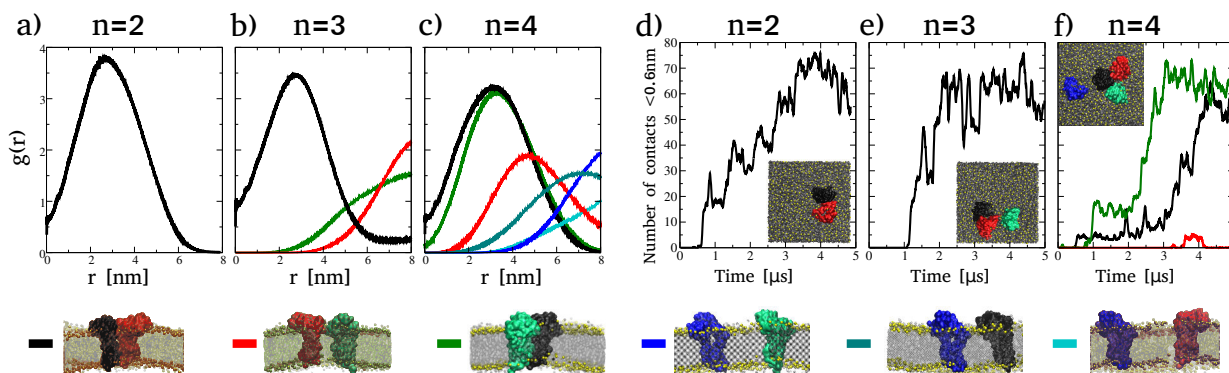 a) n=2 b) n=3 c) n=4 d) n=2 e) n=3 f) n=4
4
3
2
1
0
g(r)
0 2 4 6 8
r [nm]
0 2 4 6 8
r [nm]
0 2 4 6 8
r [nm]
80
70
60
50
40
30
20
10
0
Number of contacts <0.6nm
0 1 2 3 4 5
Time [μs]
0 1 2 3 4 5
Time [μs]
0 1 2 3 4 5
Time [μs]